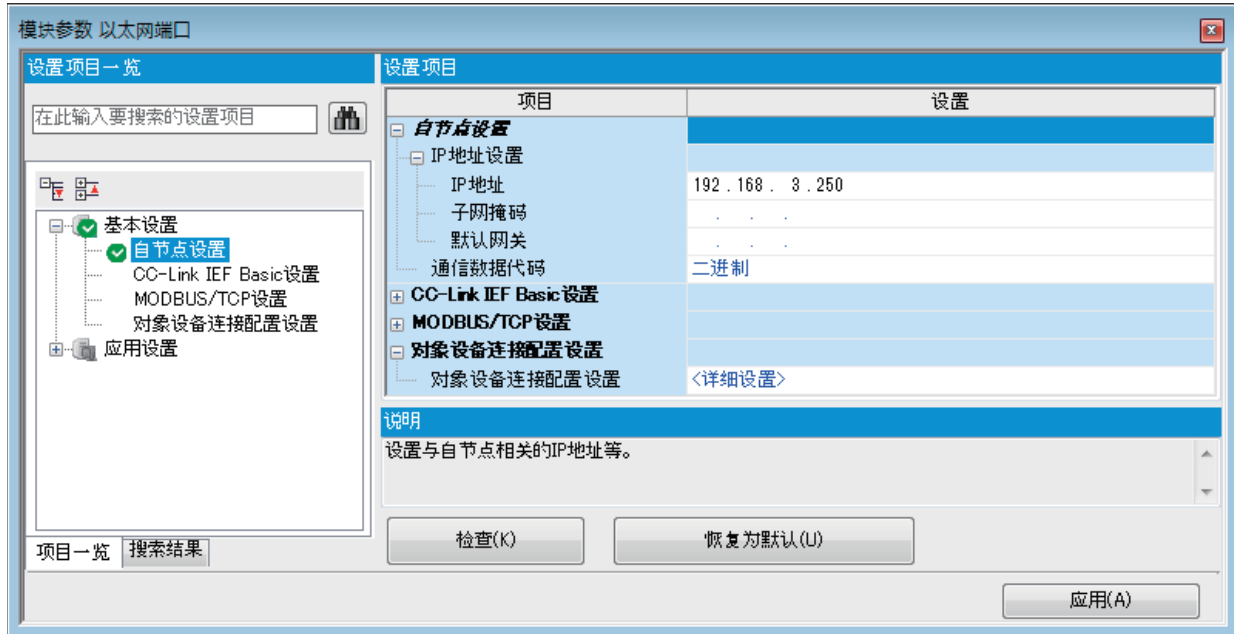 模块参数 以太网端口
设置项目一览
在此输入要搜索的设置项目
基本设置
自节点设置
CC-Link IEF Basic设置
MODBUS/TCP设置
对象设备连接配置设置
应用设置
项目一览 搜索结果
设置项目
项目 设置
自节点设置
IP地址设置
IP地址 192 . 168 . 3 . 250
子网掩码 . . .
默认网关 . . .
通信数据代码 二进制
CC-Link IEF Basic设置
MODBUS/TCP设置
对象设备连接配置设置
对象设备连接配置设置 <详细设置>
说明
设置与自节点相关的IP地址等。
检查(K) 恢复为默认(U)
应用(A)